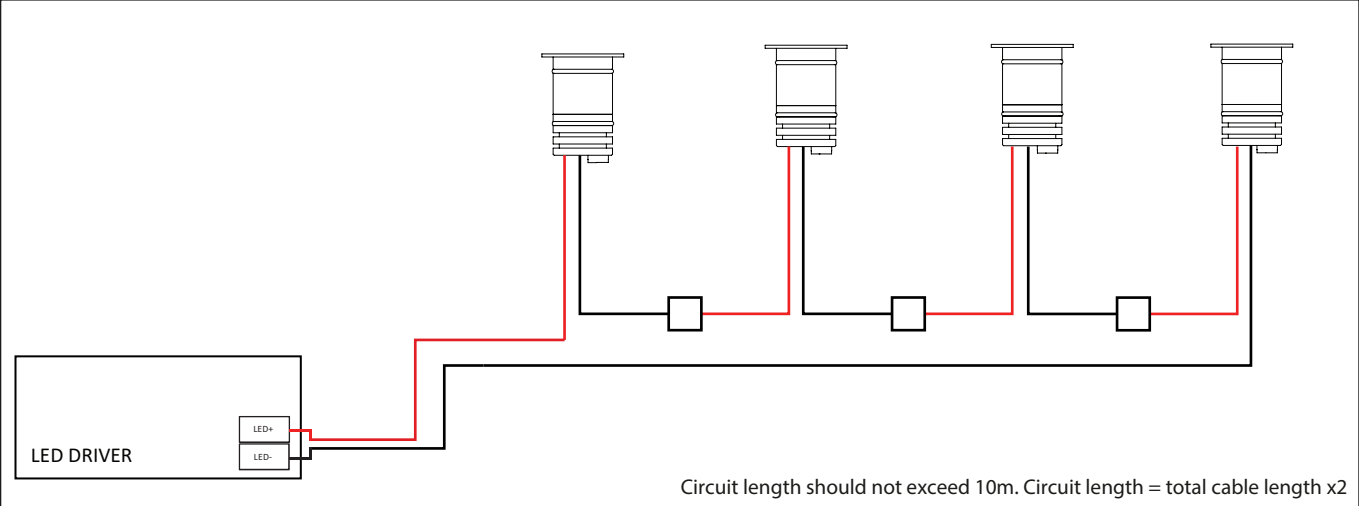 LED+
LED DRIVER
LED-
Circuit length should not exceed 10m. Circuit length = total cable length x2